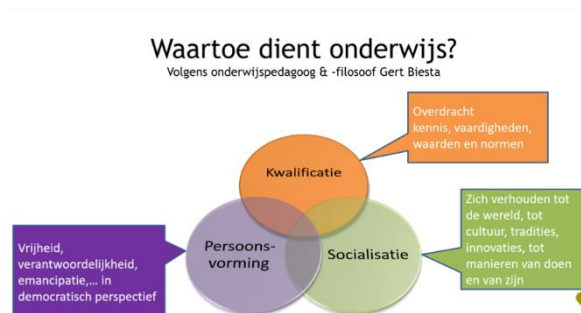 Waartoe dient onderwijs?
Volgens onderwijspedagoog & -filosoof Gert Biesta
Overdracht
kennis, vaardigheden,
waarden en normen
Kwalificatie
Zich verhouden tot
de wereld, tot
cultuur, tradities,
innovaties, tot
manieren van doen
en van zijn
Persoons-
vorming
Socialisatie
Vrijheid,
verantwoordelijkheid,
emancipatie,... in
democratisch perspectief